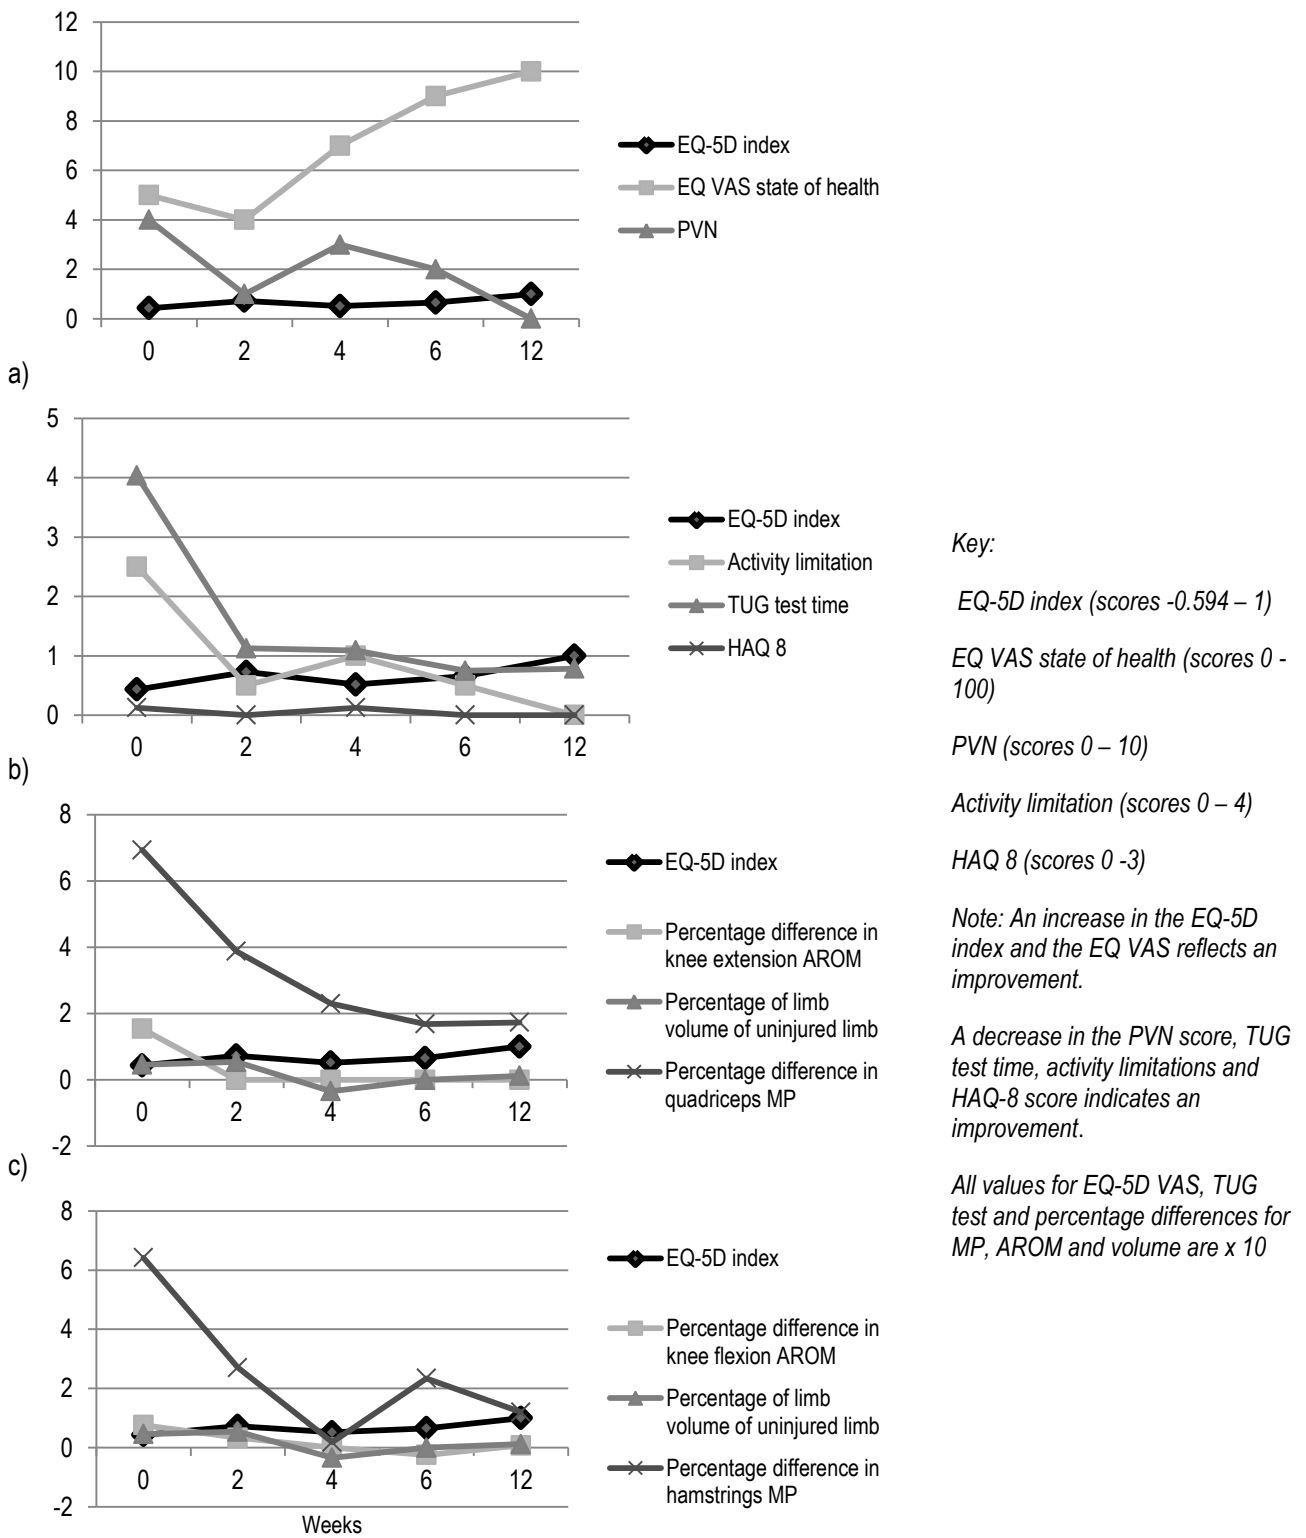 12
10
8
6
4
2
0
0 2 4 6 12
EQ-5D index
EQ VAS state of health
PVN
a)
5
4
3
2
1
0
0 2 4 6 12
EQ-5D index
Activity limitation
TUG test time
HAQ 8
b)
8
6
4
2
0
-2
0 2 4 6 12
EQ-5D index
Percentage difference in
knee extension AROM
Percentage of limb
volume of uninjured limb
Percentage difference in
quadriceps MP
c)
8
6
4
2
0
-2
0 2 4 6 12
Weeks
EQ-5D index
Percentage difference in
knee flexion AROM
Percentage of limb
volume of uninjured limb
Percentage difference in
hamstrings MP
Key:
EQ-5D index (scores -0.594 – 1)
EQ VAS state of health (scores 0 -
100)
PVN (scores 0 – 10)
Activity limitation (scores 0 – 4)
HAQ 8 (scores 0 -3)
Note: An increase in the EQ-5D
index and the EQ VAS reflects an
improvement.
A decrease in the PVN score, TUG
test time, activity limitations and
HAQ-8 score indicates an
improvement.
All values for EQ-5D VAS, TUG
test and percentage differences for
MP, AROM and volume are x 10